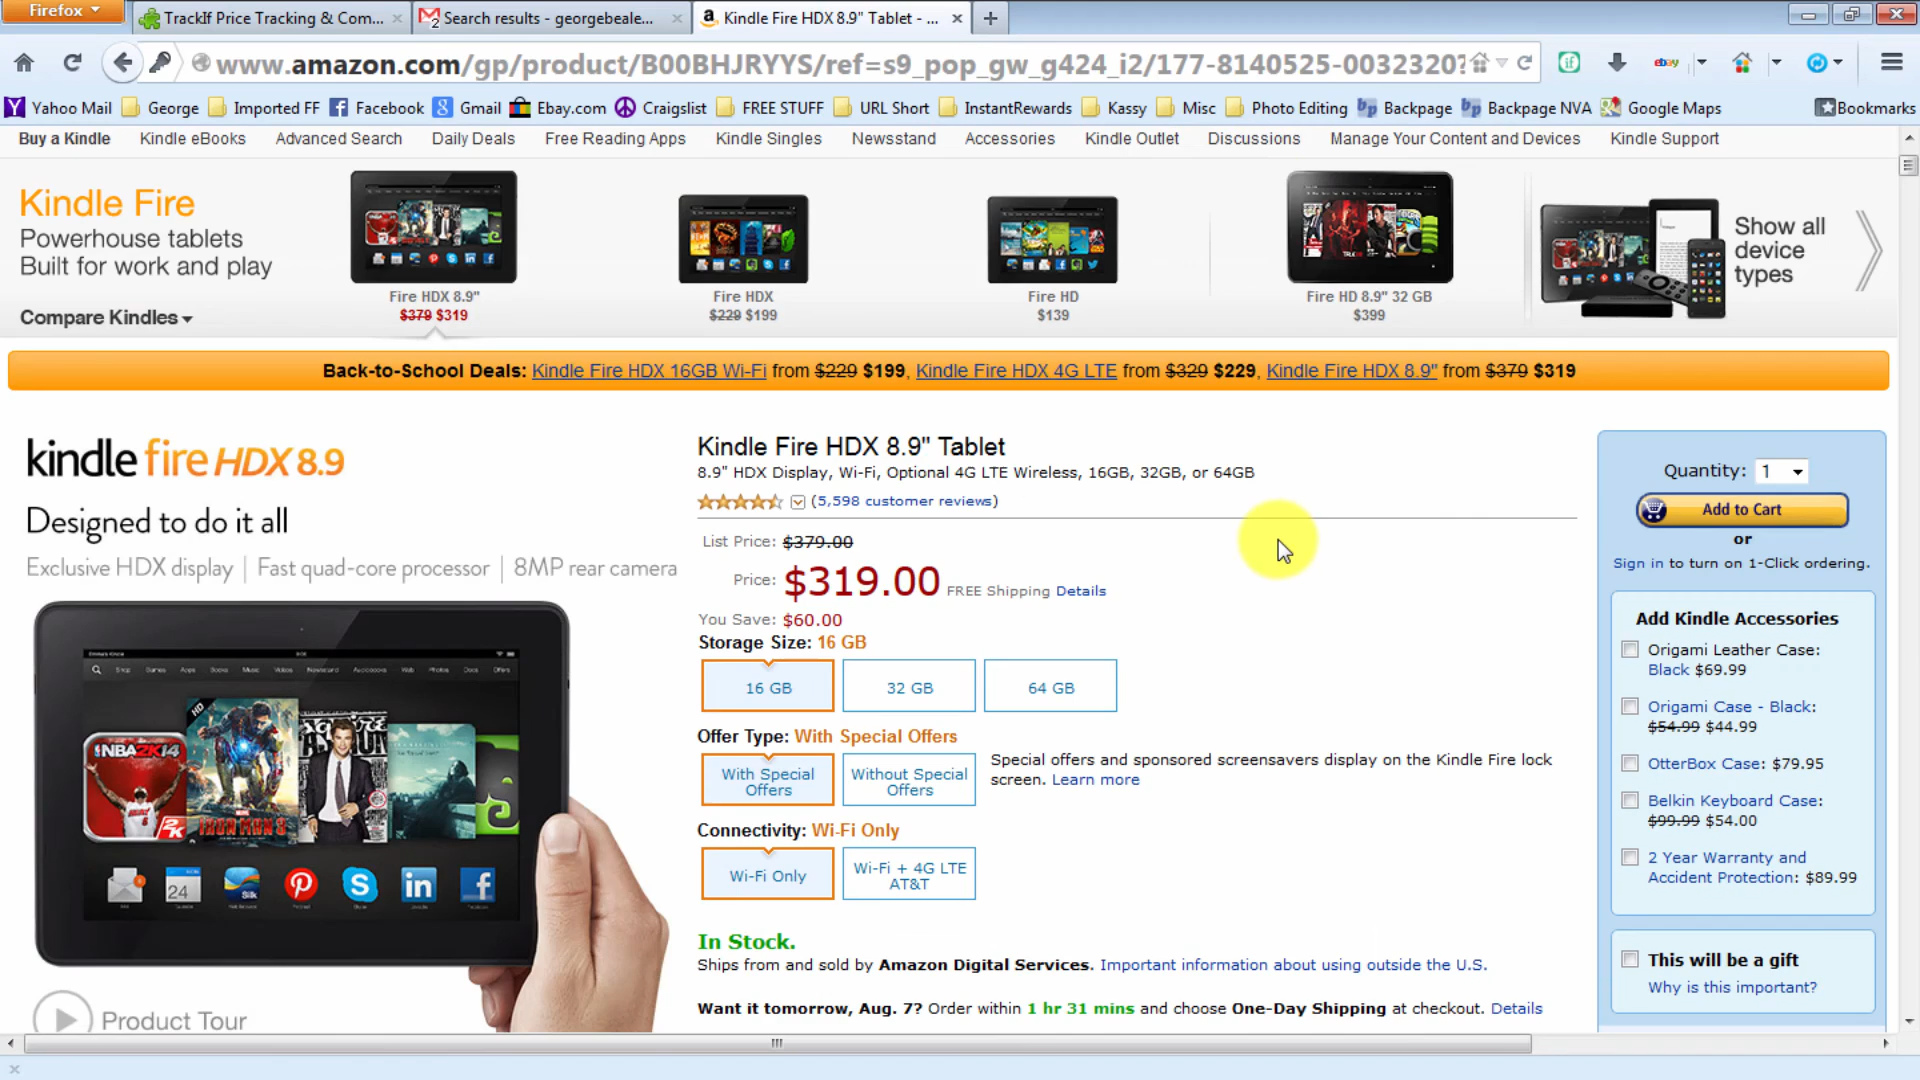 Firefox
TrackIf Price Tracking & Com...
2
Search results - georgebeale...
Kindle Fire HDX 8.9" Tablet - ...
www.amazon.com/gp/product/B00BHJRYYS/ref=s9_pop_gw_g424_i2/177-8140525-0032320?
ebay
Yahoo Mail George Imported FF Facebook Gmail Ebay.com Craigslist FREE STUFF URL Short InstantRewards Kassy Misc Photo Editing Backpage Backpage NVA Google Maps Bookmarks
Buy a Kindle Kindle eBooks Advanced Search Daily Deals Free Reading Apps Kindle Singles Newsstand Accessories Kindle Outlet Discussions Manage Your Content and Devices Kindle Support
Kindle Fire
Powerhouse tablets
Built for work and play
Compare Kindles
Fire HDX 8.9"
$379 $319
Fire HDX
$229 $199
Fire HD
$139
Fire HD 8.9" 32 GB
$399
Show all
device
types
Back-to-School Deals: Kindle Fire HDX 16GB Wi-Fi from $229 $199, Kindle Fire HDX 4G LTE from $329 $229, Kindle Fire HDX 8.9" from $379 $319
kindle fire HDX 8.9
Designed to do it all
Exclusive HDX display | Fast quad-core processor | 8MP rear camera
HD
NBA2K14
2K
IRON MAN 3
24
Silk
Product Tour
Kindle Fire HDX 8.9" Tablet
8.9" HDX Display, Wi-Fi, Optional 4G LTE Wireless, 16GB, 32GB, or 64GB
(5,598 customer reviews)
List Price: $379.00
Price: $319.00 FREE Shipping Details
You Save: $60.00
Storage Size: 16 GB
16 GB 32 GB 64 GB
Offer Type: With Special Offers
With Special
Offers
Without Special
Offers
Special offers and sponsored screensavers display on the Kindle Fire lock
screen. Learn more
Connectivity: Wi-Fi Only
Wi-Fi Only
Wi-Fi + 4G LTE
AT&T
In Stock.
Ships from and sold by Amazon Digital Services. Important information about using outside the U.S.
Want it tomorrow, Aug. 7? Order within 1 hr 31 mins and choose One-Day Shipping at checkout. Details
Quantity: 1
Add to Cart
or
Sign in to turn on 1-Click ordering.
Add Kindle Accessories
Origami Leather Case:
Black $69.99
Origami Case - Black:
$54.99 $44.99
OtterBox Case: $79.95
Belkin Keyboard Case:
$99.99 $54.00
2 Year Warranty and
Accident Protection: $89.99
This will be a gift
Why is this important?